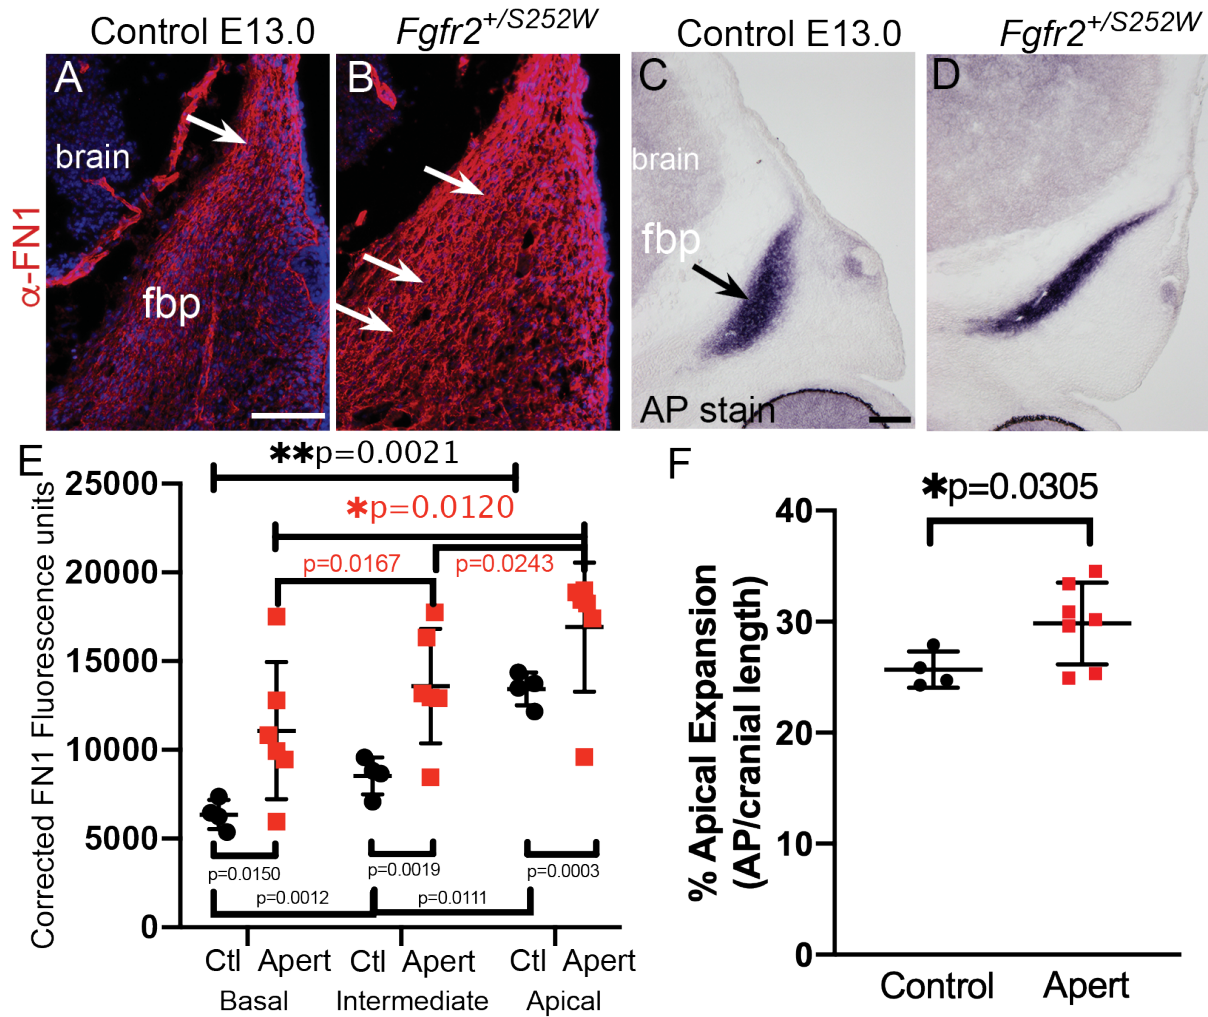 Control E13.0
Fgfr2+/S252W
Control E13.0
Fgfr2+/S252W
A
B
C
D
brain
fbp
brain
fbp
AP stain
α-FN1
E
✱✱p=0.0021
✱p=0.0120
p=0.0167
p=0.0243
Corrected FN1 Fluorescence units
25000
20000
15000
10000
5000
0
p=0.0150
p=0.0019
p=0.0003
p=0.0012
p=0.0111
Ctl Apert Ctl Apert Ctl Apert
Basal Intermediate Apical
F
✱p=0.0305
% Apical Expansion
(AP/cranial length)
40
30
20
10
0
Control Apert